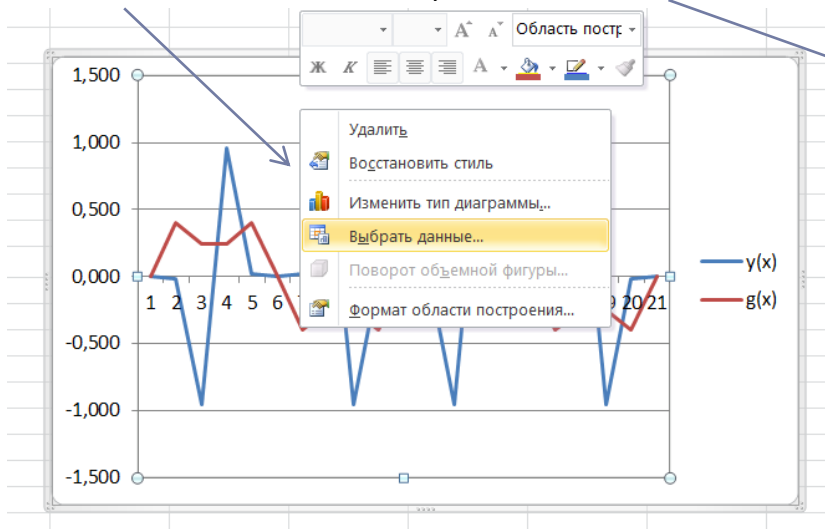 Область постр
Ж К A
1,500
1,000
0,500
0,000
-0,500
-1,000
-1,500
Удалить
Восстановить стиль
Изменить тип диаграммы...
Выбрать данные...
Поворот объемной фигуры...
Формат области построения...
1 2 3 4 5 6 20 21
y(x)
g(x)